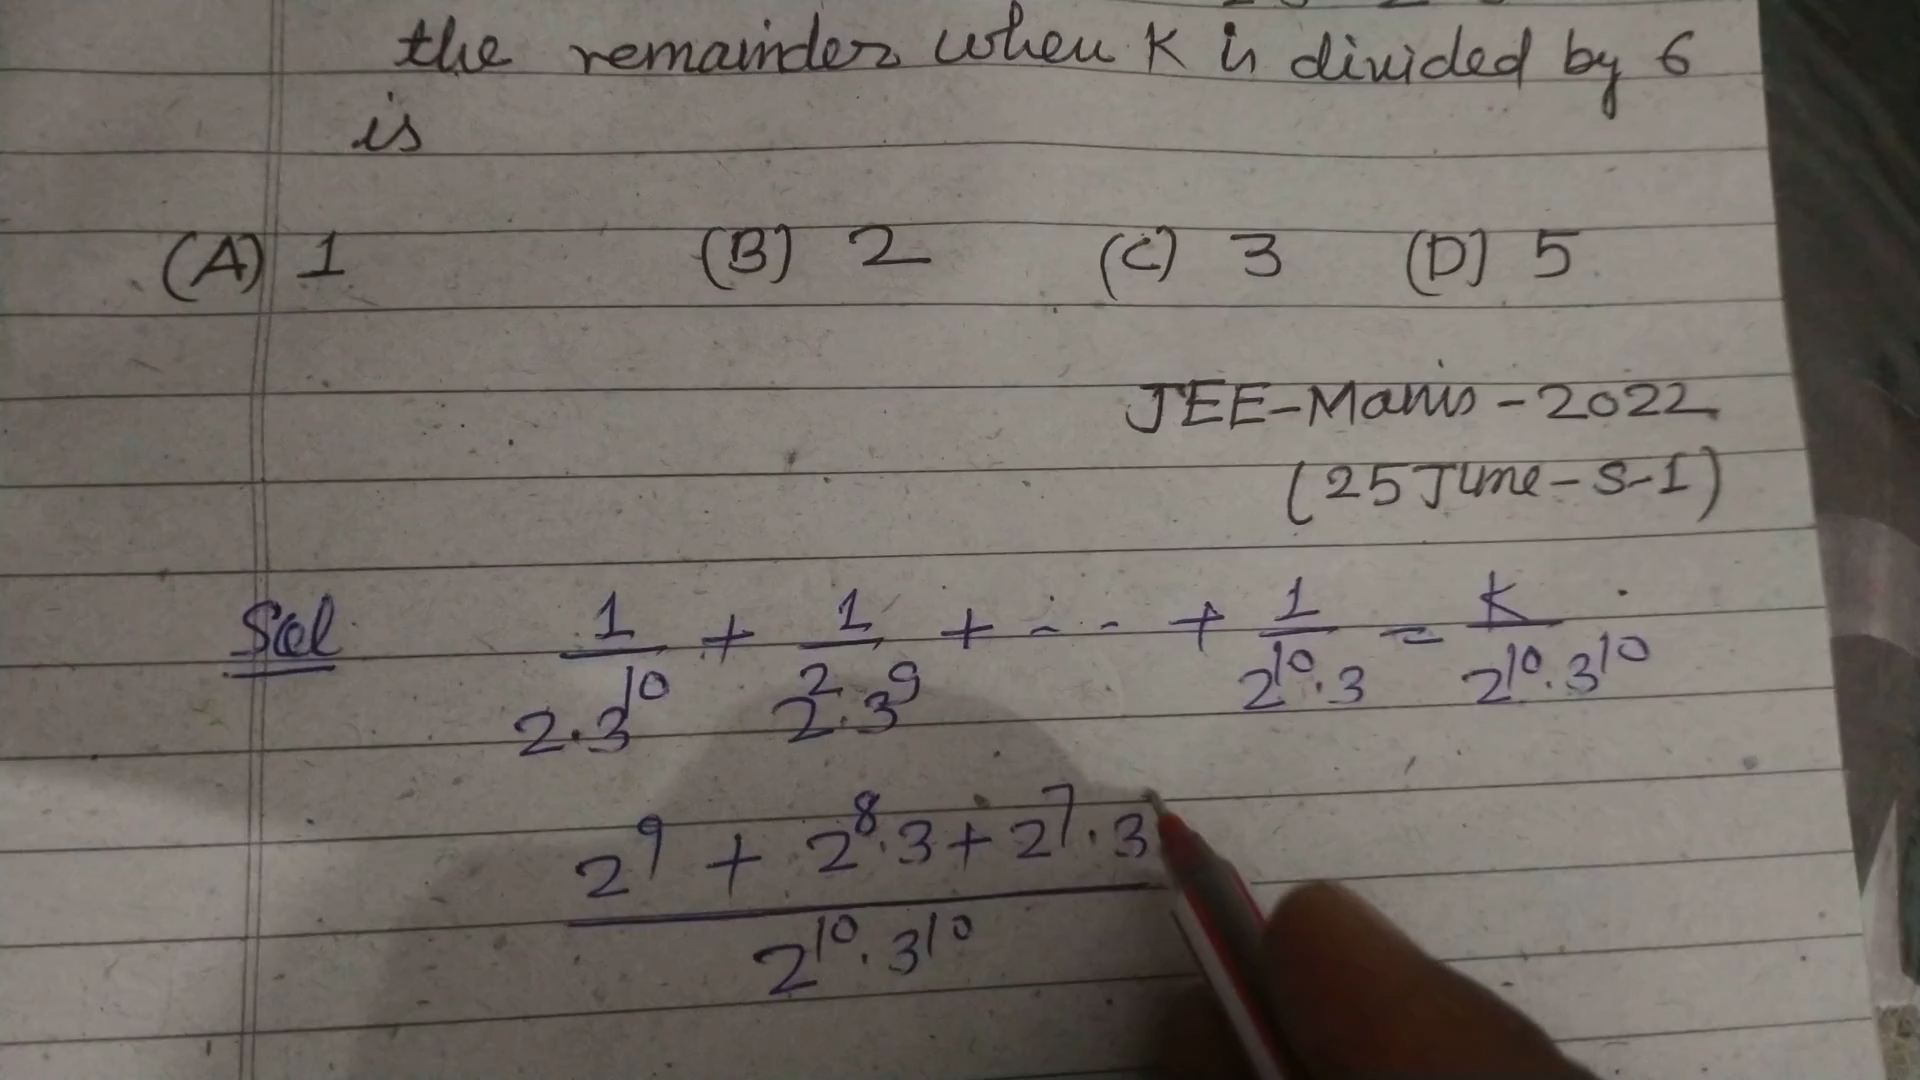 the remainder when K is divided by 6
is
(A) 1 (B) 2 (C) 3 (D) 5
JEE-Mains-2022
(25 June-S-I)
Sol 1/(2·3^10) + 1/(2^2·3^9) + - - - + 1/(2^10·3) = K/(2^10·3^10)
(2^9 + 2^8·3 + 2^7·3)/(2^10·3^10)